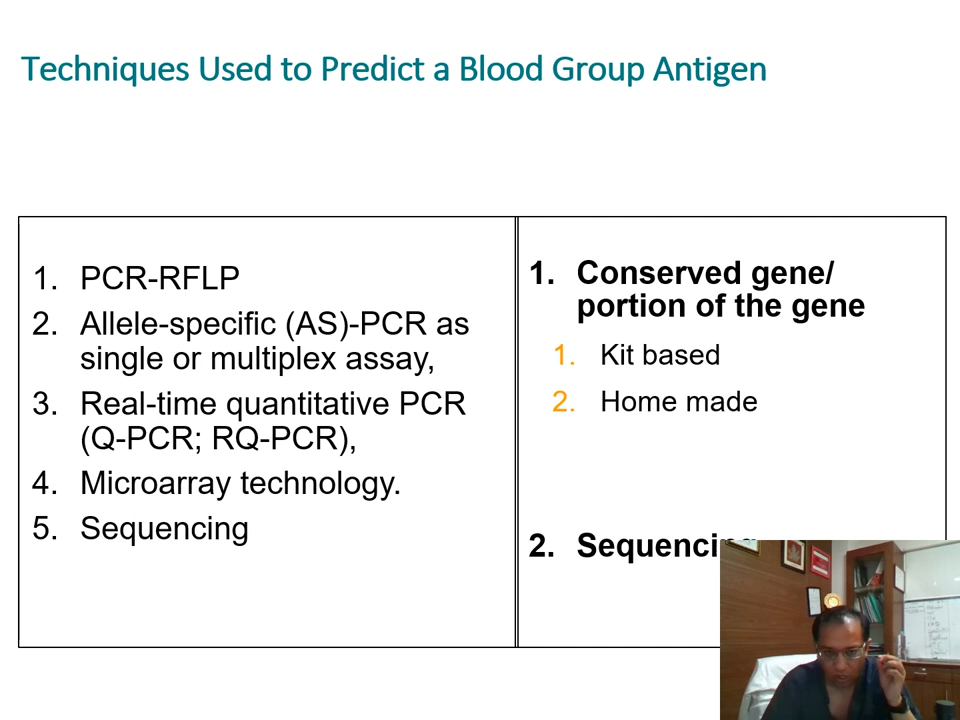 Techniques Used to Predict a Blood Group Antigen
1. PCR-RFLP
2. Allele-specific (AS)-PCR as
single or multiplex assay,
3. Real-time quantitative PCR
(Q-PCR; RQ-PCR),
4. Microarray technology.
5. Sequencing
1. Conserved gene/
portion of the gene
1. Kit based
2. Home made
2. Sequencing